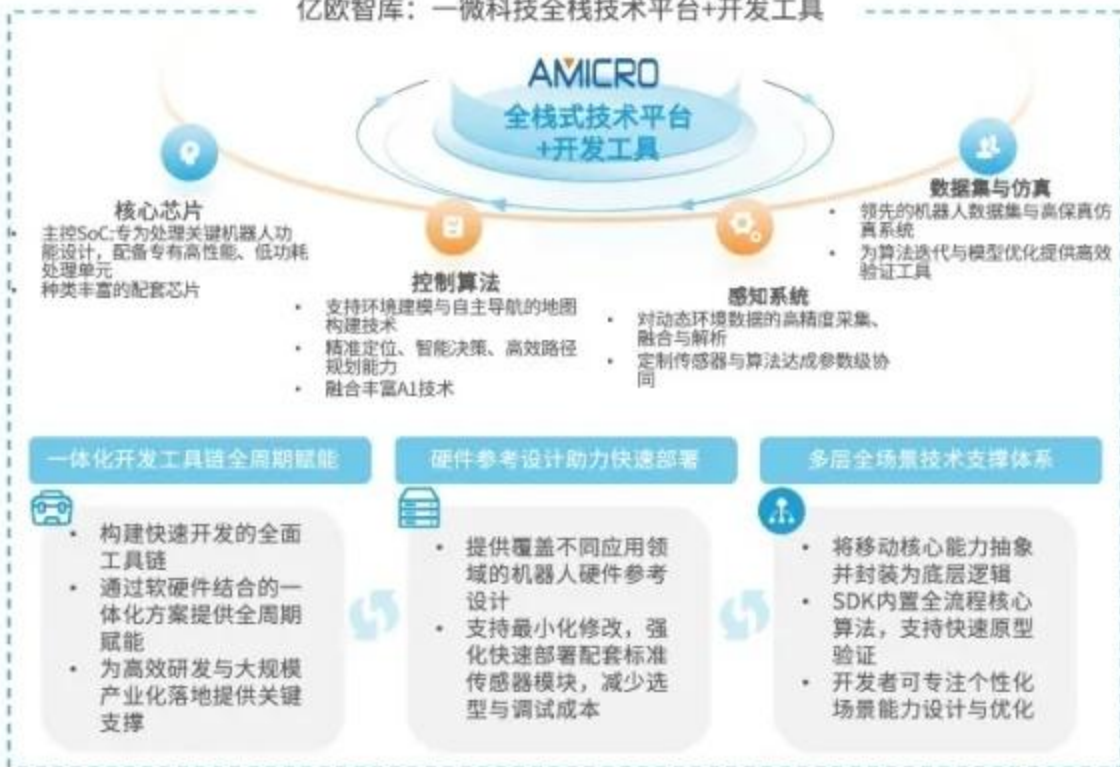 亿欧智库：一微科技全栈技术平台+开发工具
AMICRO
全栈式技术平台
+开发工具
核心芯片
• 主控SoC:专为处理关键机器人功
能设计，配备专有高性能、低功耗
处理单元
• 种类丰富的配套芯片
控制算法
• 支持环境建模与自主导航的地图
构建技术
• 精准定位、智能决策、高效路径
规划能力
• 融合丰富A1技术
感知系统
• 对动态环境数据的高精度采集、
融合与解析
• 定制传感器与算法达成参数级协
同
数据集与仿真
• 领先的机器人数据集与高保真仿
真系统
• 为算法迭代与模型优化提供高效
验证工具
一体化开发工具链全周期赋能
• 构建快速开发的全面
工具链
• 通过软硬件结合的一
体化方案提供全周期
赋能
• 为高效研发与大规模
产业化落地提供关键
支撑
硬件参考设计助力快速部署
• 提供覆盖不同应用领
域的机器人硬件参考
设计
• 支持最小化修改，强
化快速部署配套标准
传感器模块，减少选
型与调试成本
多层全场景技术支撑体系
• 将移动核心能力抽象
并封装为底层逻辑
• SDK内置全流程核心
算法，支持快速原型
验证
• 开发者可专注个性化
场景能力设计与优化